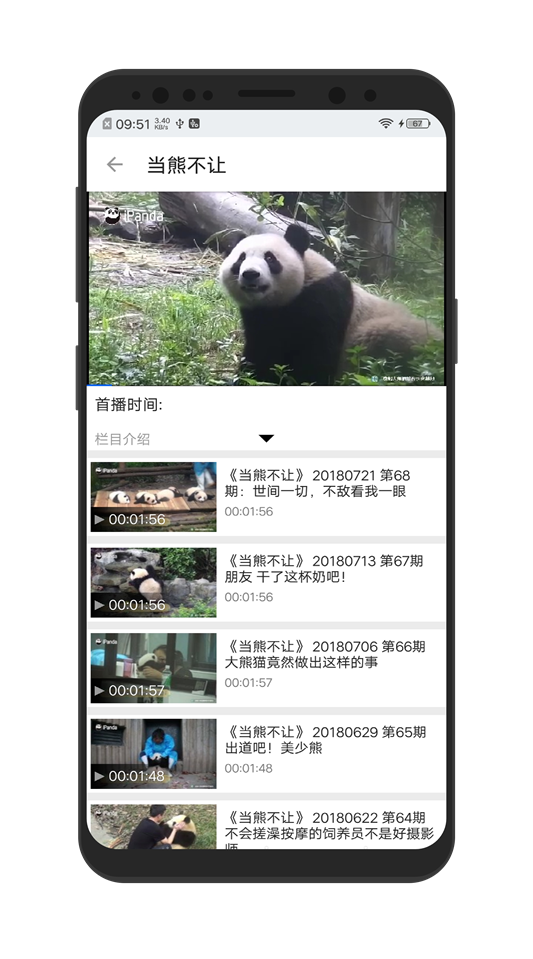 09:51 3.40 KB/s 67
当熊不让
iPanda
首播时间:
栏目介绍
《当熊不让》 20180721 第68
期：世间一切，不敌看我一眼
00:01:56
iPanda
00:01:56
《当熊不让》 20180713 第67期
朋友 干了这杯奶吧！
00:01:56
00:01:56
《当熊不让》 20180706 第66期
大熊猫竟然做出这样的事
00:01:57
iPanda
00:01:57
《当熊不让》 20180629 第65期
出道吧！美少熊
00:01:48
iPanda
00:01:48
《当熊不让》 20180622 第64期
不会搓澡按摩的饲养员不是好摄影
师